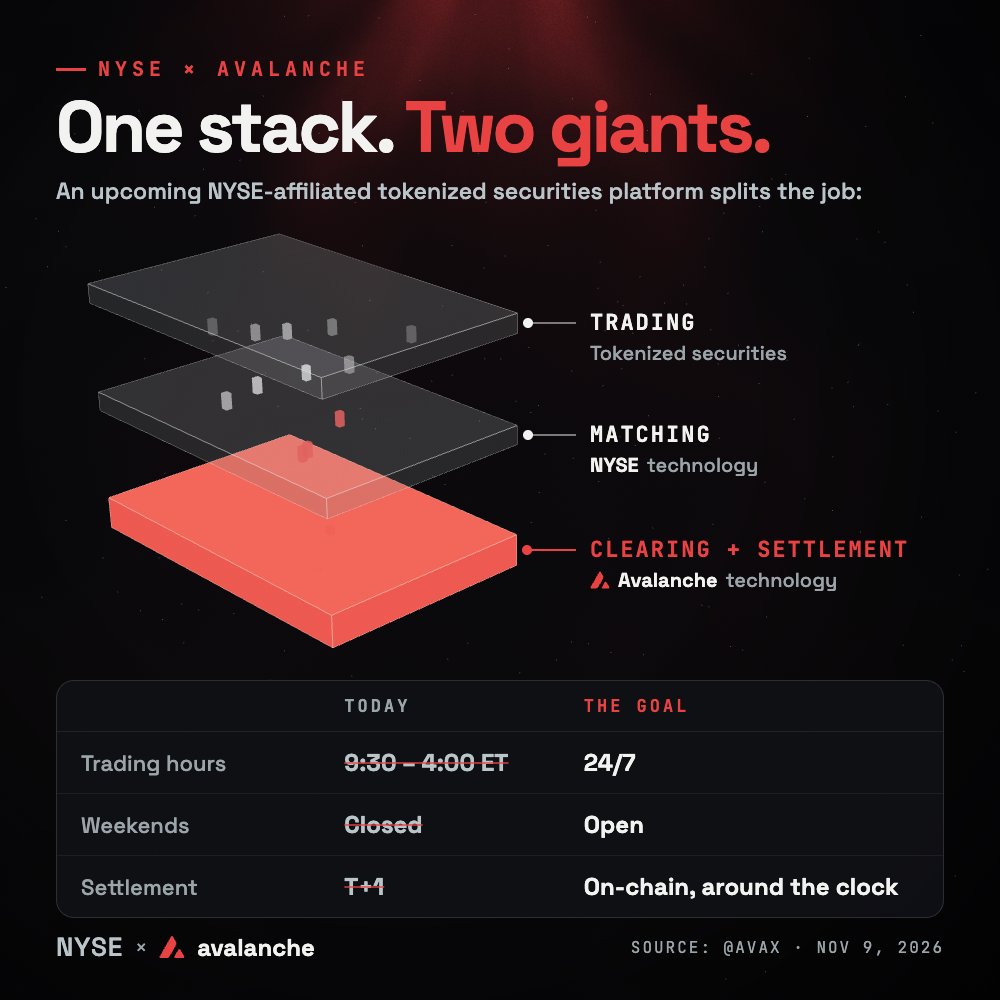 NYSE × AVALANCHE
One stack. Two giants.
An upcoming NYSE-affiliated tokenized securities platform splits the job:
TRADING
Tokenized securities
MATCHING
NYSE technology
CLEARING + SETTLEMENT
Avalanche technology
TODAY THE GOAL
Trading hours 9:30 – 4:00 ET 24/7
Weekends Closed Open
Settlement T+1 On-chain, around the clock
NYSE × avalanche
SOURCE: @AVAX · NOV 9, 2026